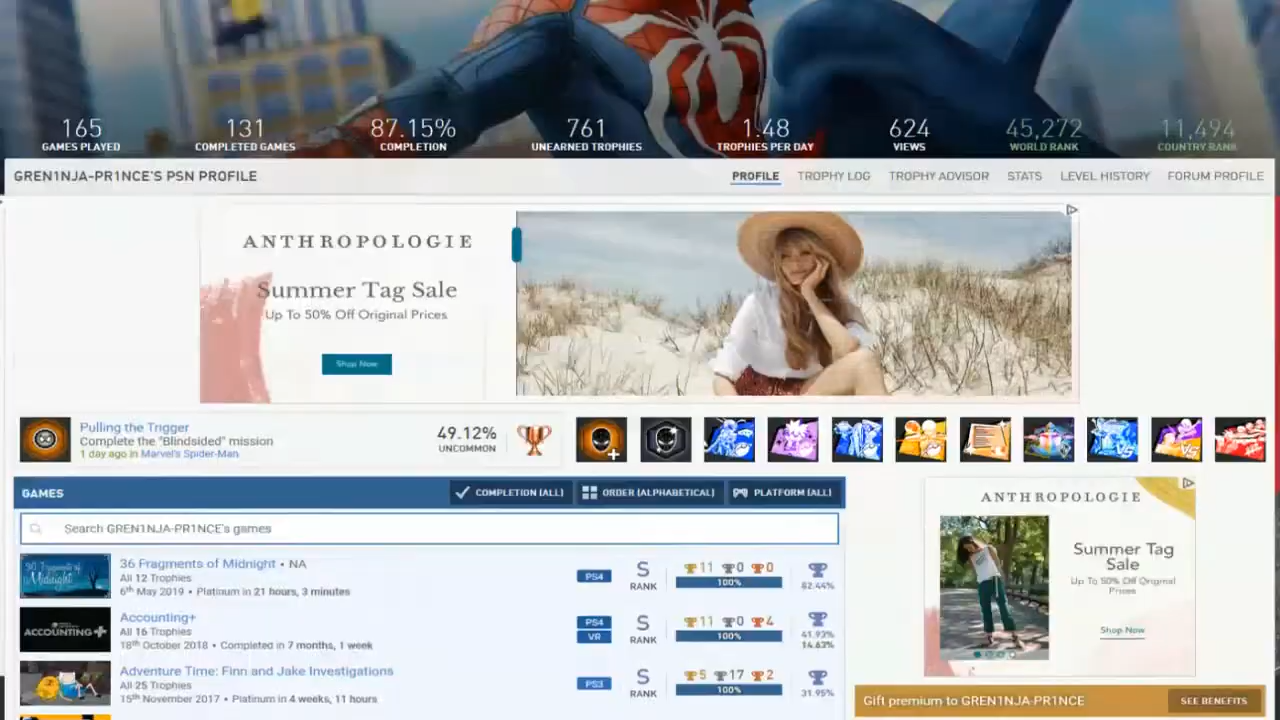 165
GAMES PLAYED
131
COMPLETED GAMES
87.15%
COMPLETION
761
UNEARNED TROPHIES
1.48
TROPHIES PER DAY
624
VIEWS
45,272
WORLD RANK
11,494
COUNTRY RANK
GREN1NJA-PR1NCE'S PSN PROFILE
PROFILE TROPHY LOG TROPHY ADVISOR STATS LEVEL HISTORY FORUM PROFILE
ANTHROPOLOGIE
Summer Tag Sale
Up To 50% Off Original Prices
Shop Now
Pulling the Trigger
Complete the "Blindsided" mission
1 day ago in Marvel's Spider-Man
49.12%
UNCOMMON
VS
VS
GAMES
COMPLETION (ALL) ORDER (ALPHABETICAL) PLATFORM (ALL)
Search GREN1NJA-PR1NCE's games
36 Fragments of Midnight • NA
All 12 Trophies
6th May 2019 • Platinum in 21 hours, 3 minutes
PS4
S
RANK
11 0 0
100%
62.44%
ACCOUNTING+
Accounting+
All 16 Trophies
18th October 2018 • Completed in 7 months, 1 week
PS4
VR
S
RANK
11 0 4
100%
41.93%
14.63%
Adventure Time: Finn and Jake Investigations
All 25 Trophies
15th November 2017 • Platinum in 4 weeks, 11 hours
PS3
S
RANK
5 17 2
100%
31.95%
ANTHROPOLOGIE
Summer Tag
Sale
Up To 50% Off Original
Prices
Shop Now
Gift premium to GREN1NJA-PR1NCE
SEE BENEFITS